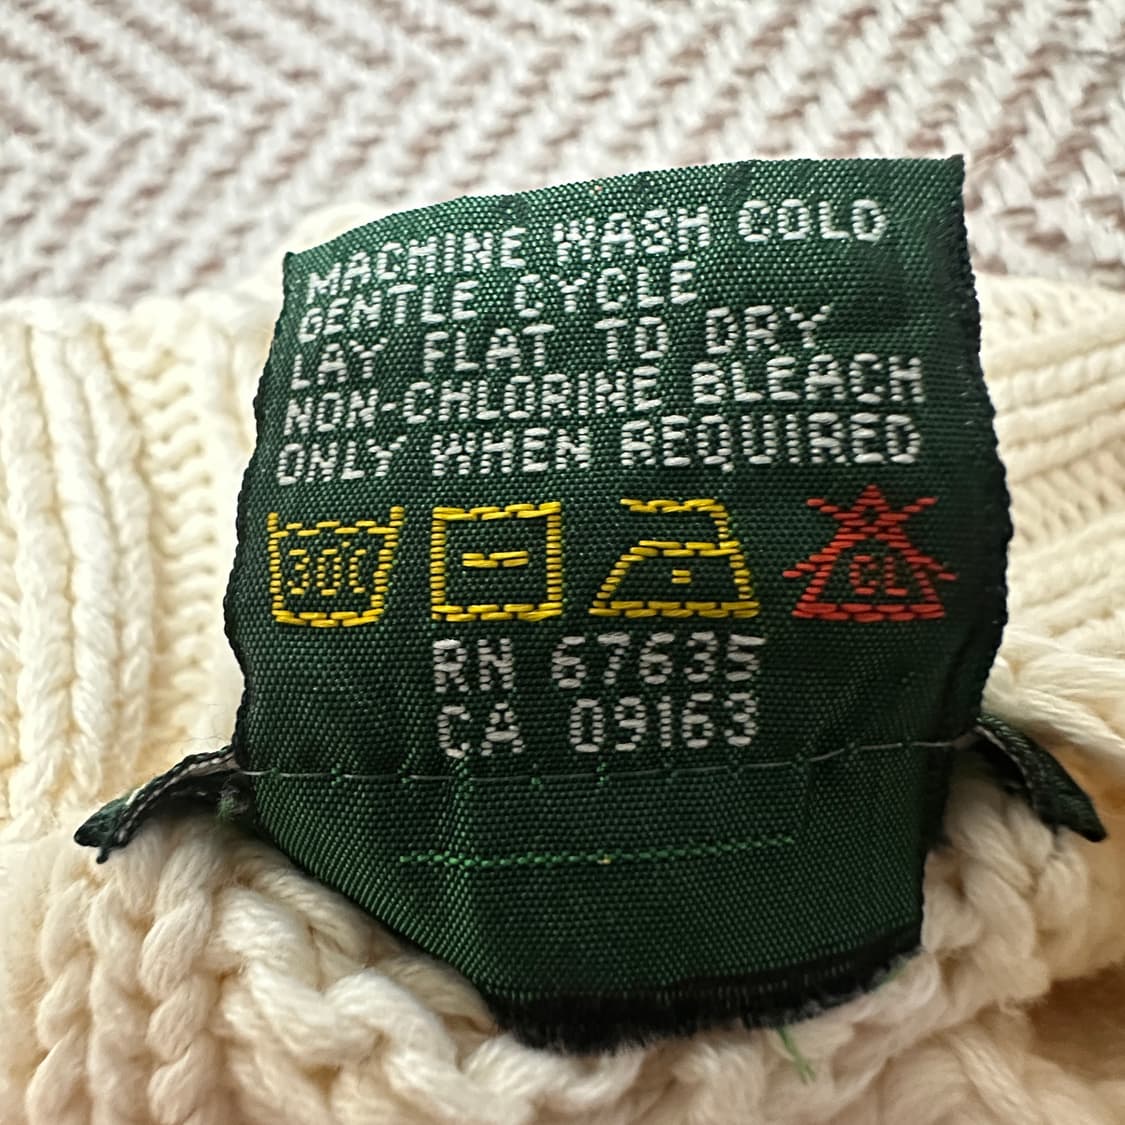 MACHINE WASH COLD
GENTLE CYCLE
LAY FLAT TO DRY
NON-CHLORINE BLEACH
ONLY WHEN REQUIRED
30C CL
RN 67635
CA 09163